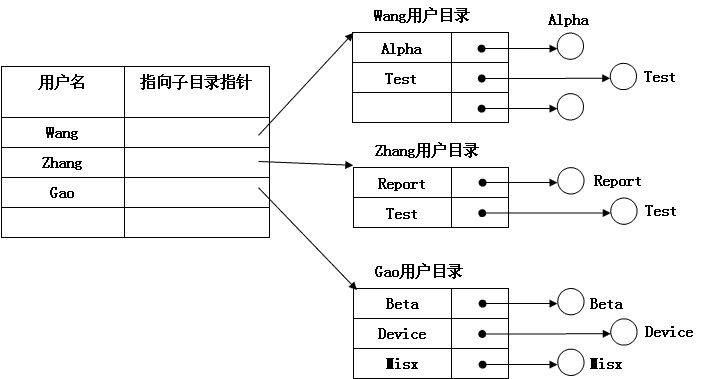 用户名 指向子目录指针
Wang
Zhang
Gao
Wang用户目录
Alpha Alpha
Test Test
Zhang用户目录
Report Report
Test Test
Gao用户目录
Beta Beta
Device Device
Misx Misx